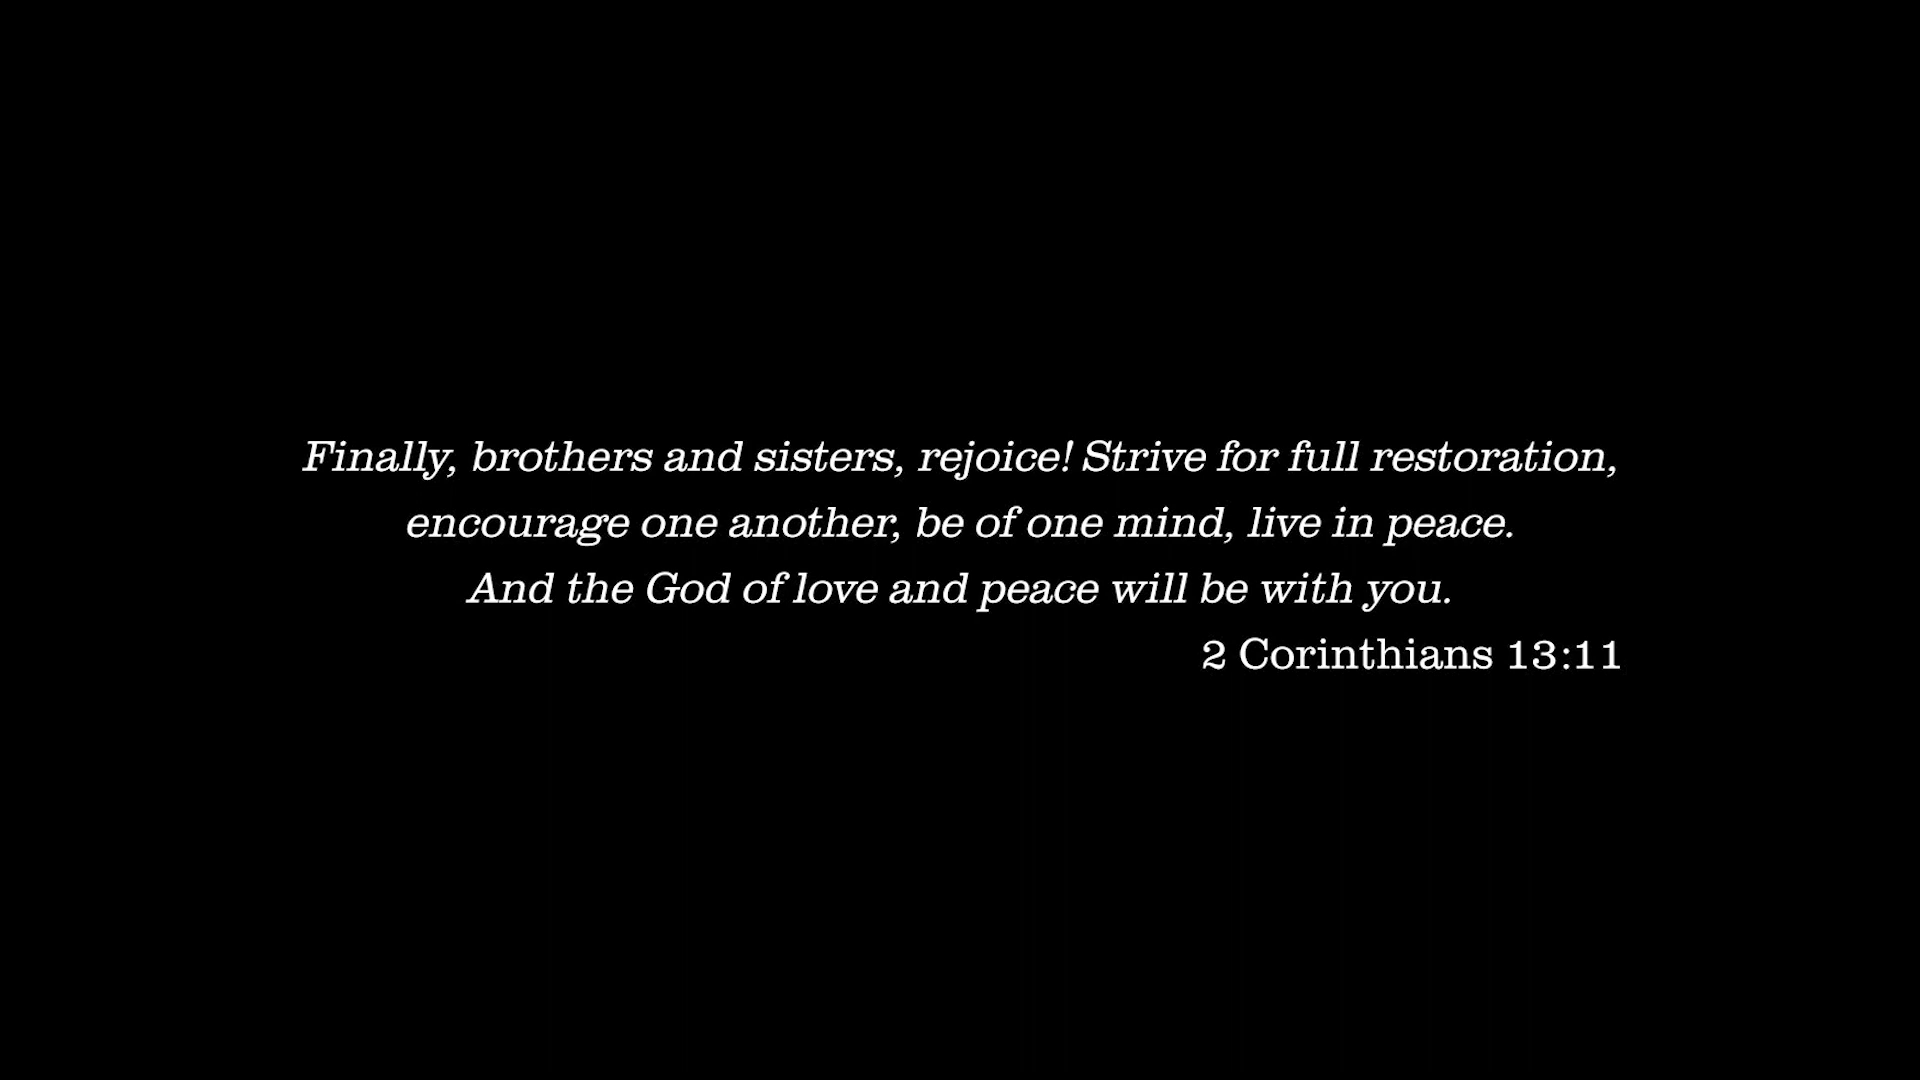 Finally, brothers and sisters, rejoice! Strive for full restoration,
encourage one another, be of one mind, live in peace.
And the God of love and peace will be with you.
2 Corinthians 13:11